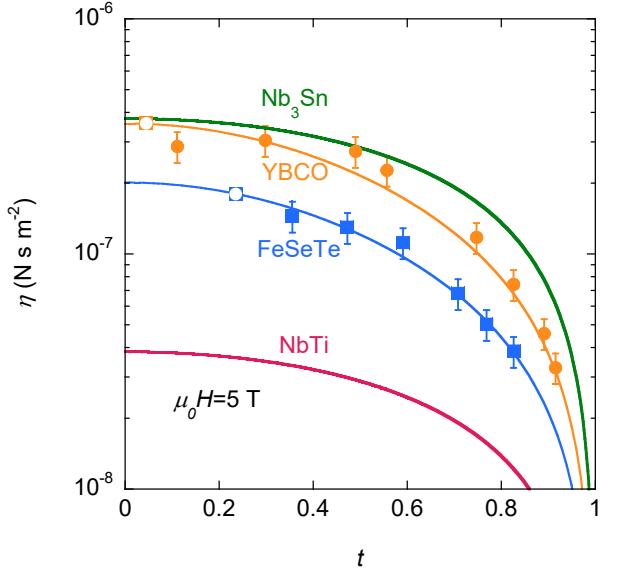 10⁻⁶
Nb₃Sn
YBCO
10⁻⁷
FeSeTe
η (N s m⁻²)
NbTi
μ₀H=5 T
10⁻⁸
0 0.2 0.4 0.6 0.8 1
t